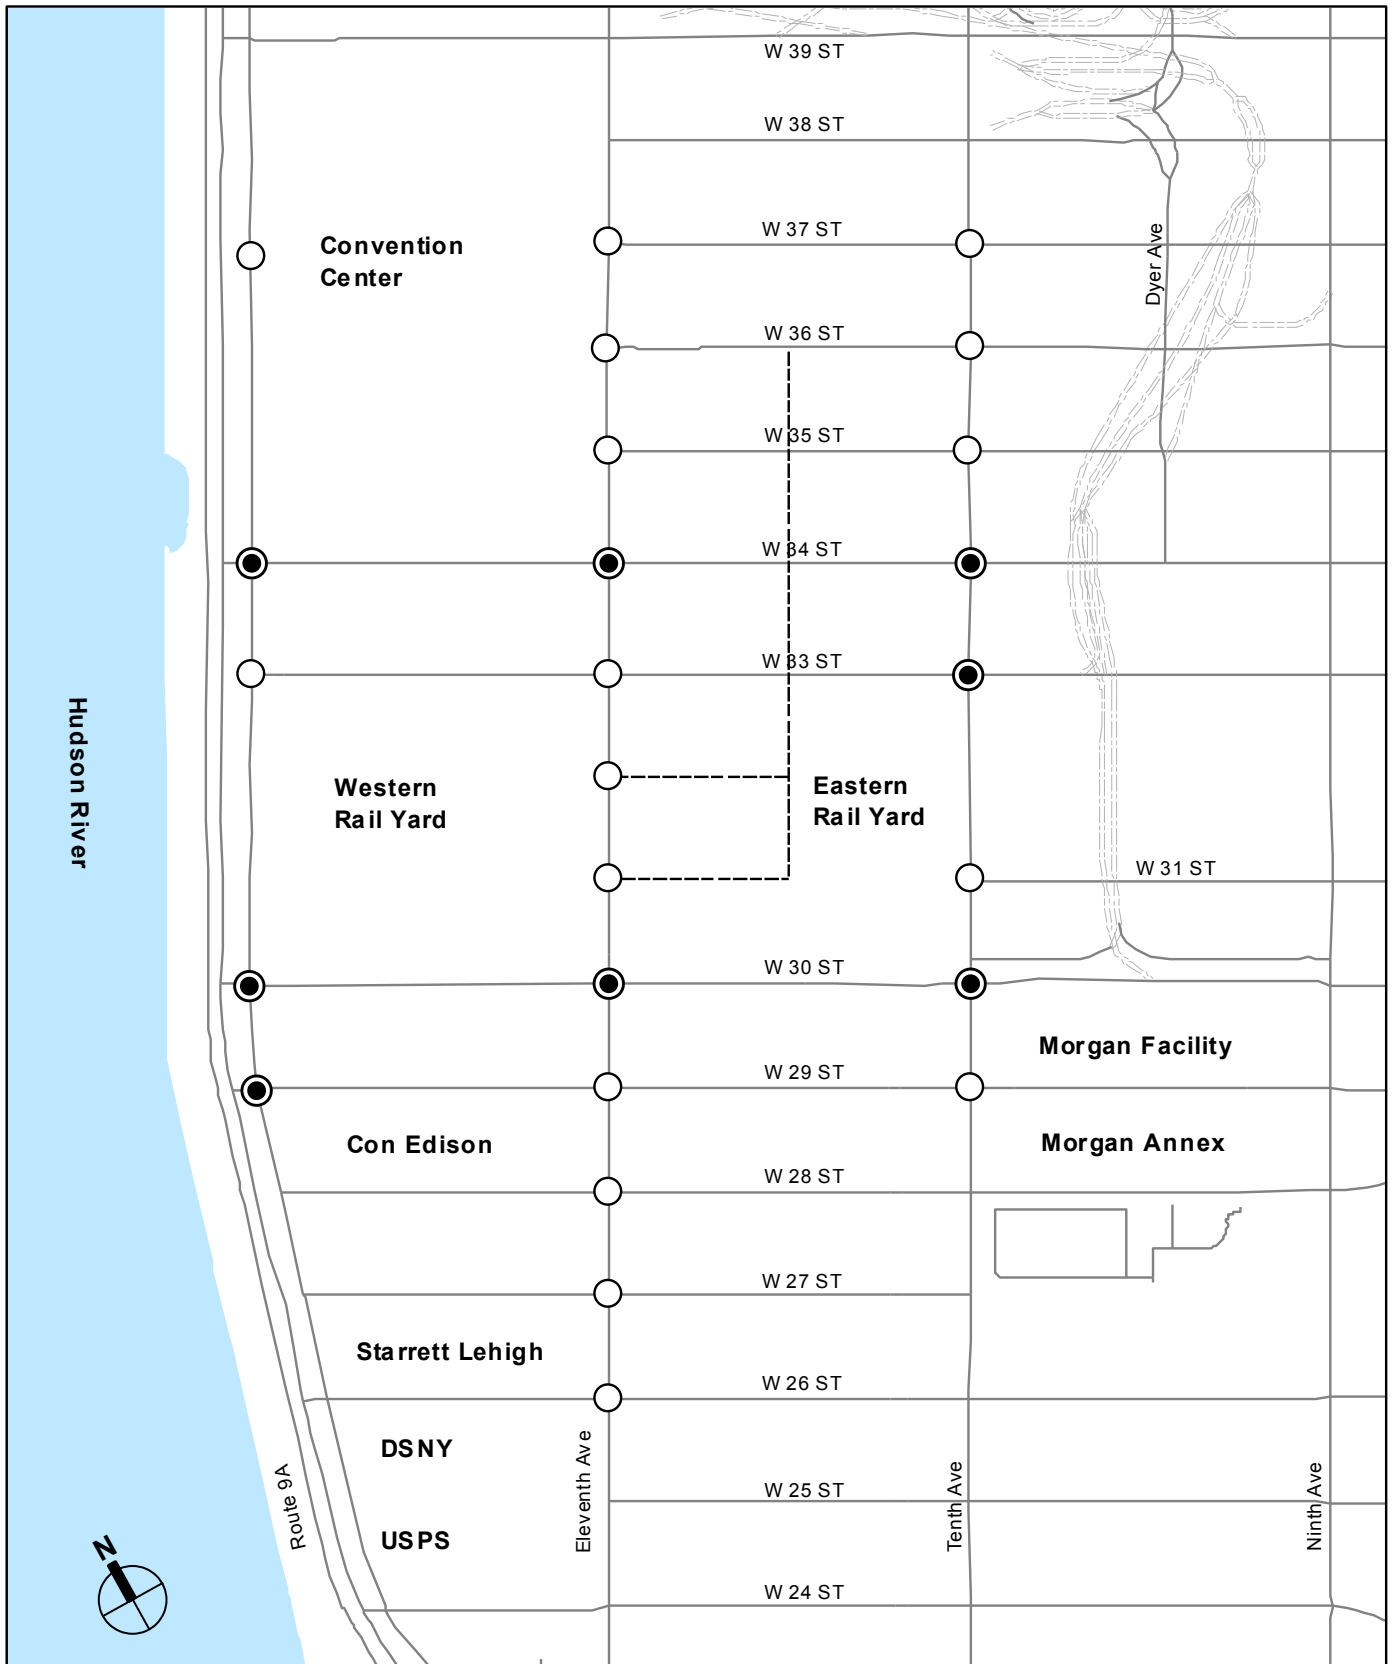 W 39 ST
W 38 ST
W 37 ST
Convention
Center
Dyer Ave
W 36 ST
W 35 ST
W 34 ST
W 33 ST
Hudson River
Western
Rail Yard
Eastern
Rail Yard
W 31 ST
W 30 ST
Morgan Facility
W 29 ST
Con Edison
Morgan Annex
W 28 ST
W 27 ST
Starrett Lehigh
W 26 ST
DSNY
Route 9A
Eleventh Ave
Tenth Ave
Ninth Ave
W 25 ST
USPS
N
W 24 ST